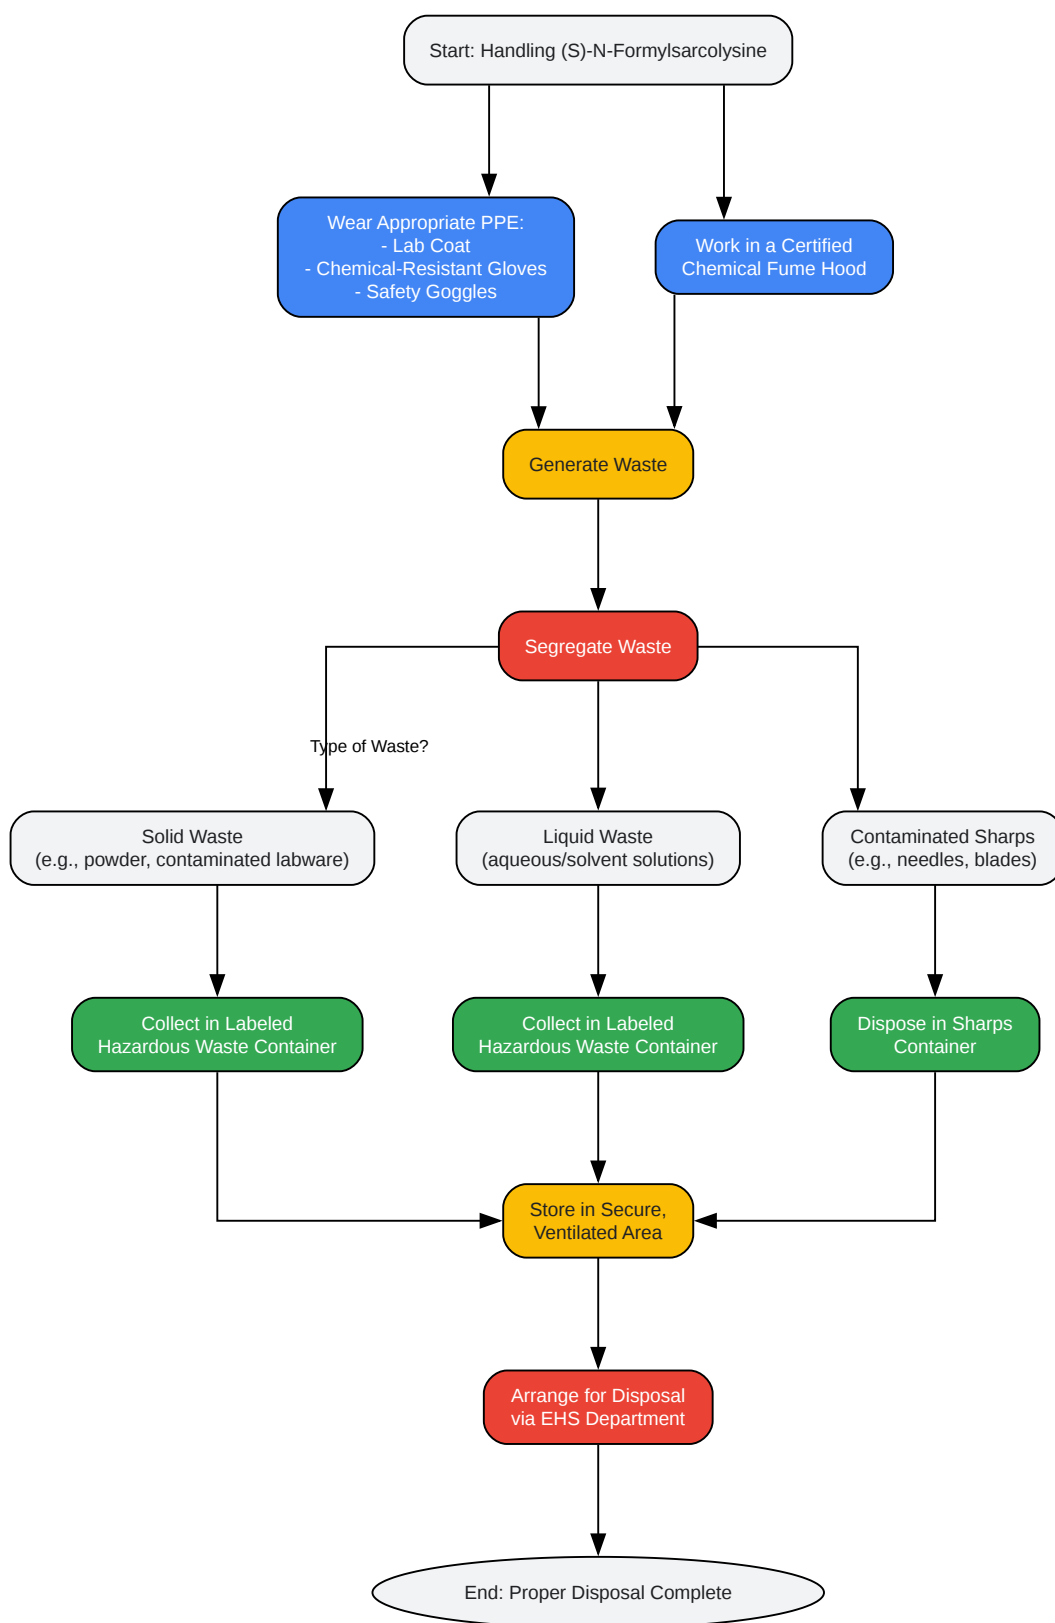 Start: Handling (S)-N-Formylsarcolysine
Wear Appropriate PPE:
- Lab Coat
- Chemical-Resistant Gloves
- Safety Goggles
Work in a Certified
Chemical Fume Hood
Generate Waste
Segregate Waste
Type of Waste?
Solid Waste
(e.g., powder, contaminated labware)
Liquid Waste
(aqueous/solvent solutions)
Contaminated Sharps
(e.g., needles, blades)
Collect in Labeled
Hazardous Waste Container
Collect in Labeled
Hazardous Waste Container
Dispose in Sharps
Container
Store in Secure,
Ventilated Area
Arrange for Disposal
via EHS Department
End: Proper Disposal Complete